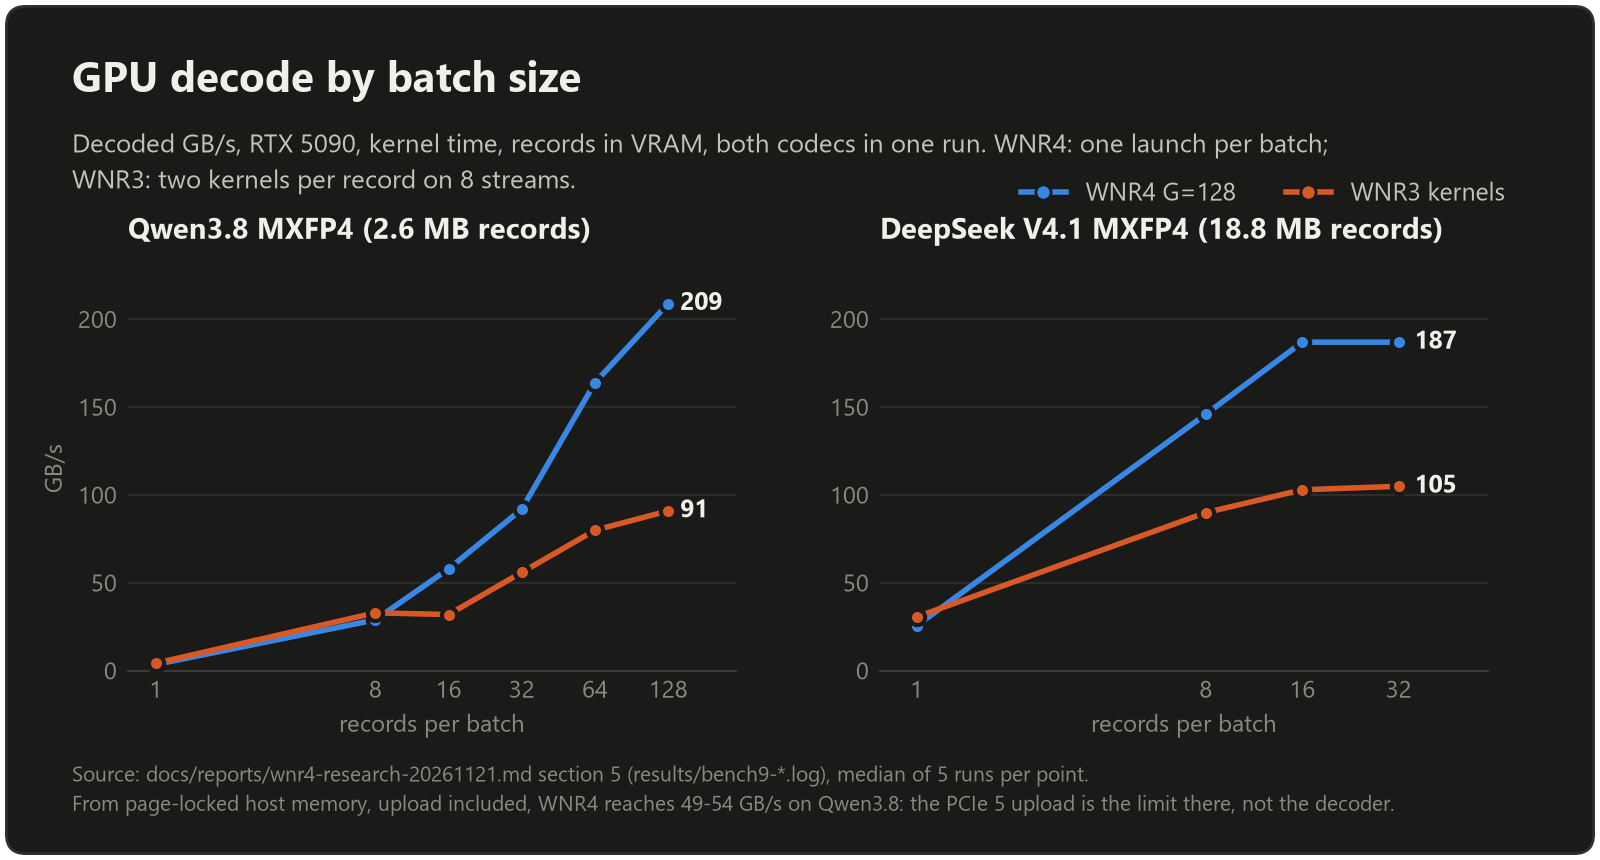 GPU decode by batch size
Decoded GB/s, RTX 5090, kernel time, records in VRAM, both codecs in one run. WNR4: one launch per batch;
WNR3: two kernels per record on 8 streams.
WNR4 G=128
WNR3 kernels
Qwen3.8 MXFP4 (2.6 MB records)
GB/s
200
150
100
50
0
209
91
1
8
16
32
64
128
records per batch
DeepSeek V4.1 MXFP4 (18.8 MB records)
200
150
100
50
0
187
105
1
8
16
32
records per batch
Source: docs/reports/wnr4-research-20261121.md section 5 (results/bench9-*.log), median of 5 runs per point.
From page-locked host memory, upload included, WNR4 reaches 49-54 GB/s on Qwen3.8: the PCIe 5 upload is the limit there, not the decoder.